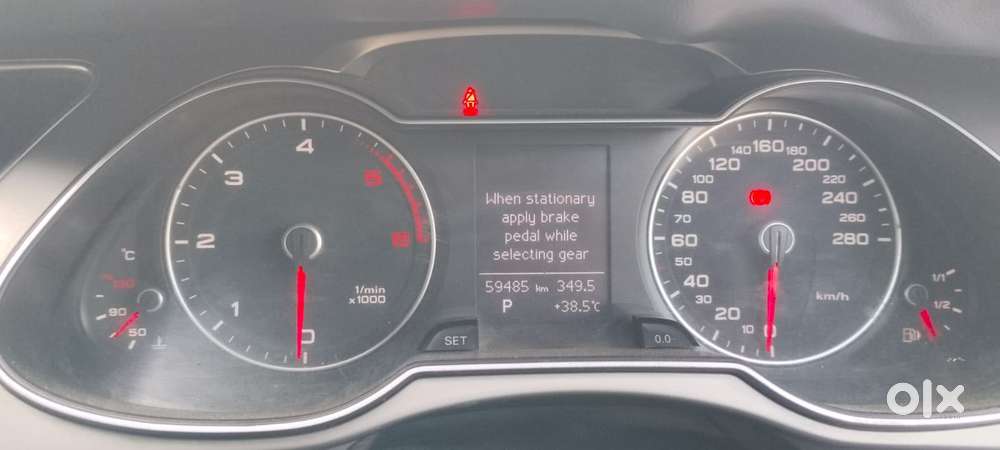 4
3
5
2
6
1
0
1/min
x1000
°C
130
90
50
When stationary
apply brake
pedal while
selecting gear
59485 km 349.5
P +38.5°C
SET
0.0
140 160 180
120 200
100 220
80 240
70 260
60 280
50
40
30
20
10 0
km/h
1/1
1/2
olx